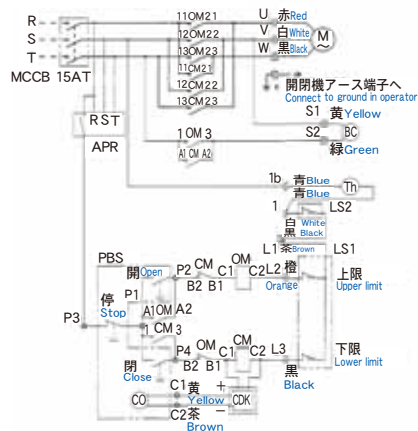 11OM21 U 赤Red
R 12OM22 V 白White M ～
S 13OM23 W 黒Black
T 11CM21
MCCB 15AT 12CM22 開閉機アース端子へ
13CM23 Connect to ground in operator
S1 黄Yellow
RST 1OM3 S2 BC
APR A1 CM A2 緑Green
1b 青Blue Th
青Blue
1 LS2
白 White
黒 Black
PBS L1 茶Brown LS1
開Open P2 CM C1 OM C2 L2 橙 上限
停 P1 B2 B1 Orange Upper limit
Stop A1OM A2
P3 1 CM 3 CM
P4 OM C1 C2 L3 下限
閉 B2 B1 黒 Lower limit
Close C1 黄 ＋ Black
CO Yellow CDK
C2 茶 −
Brown